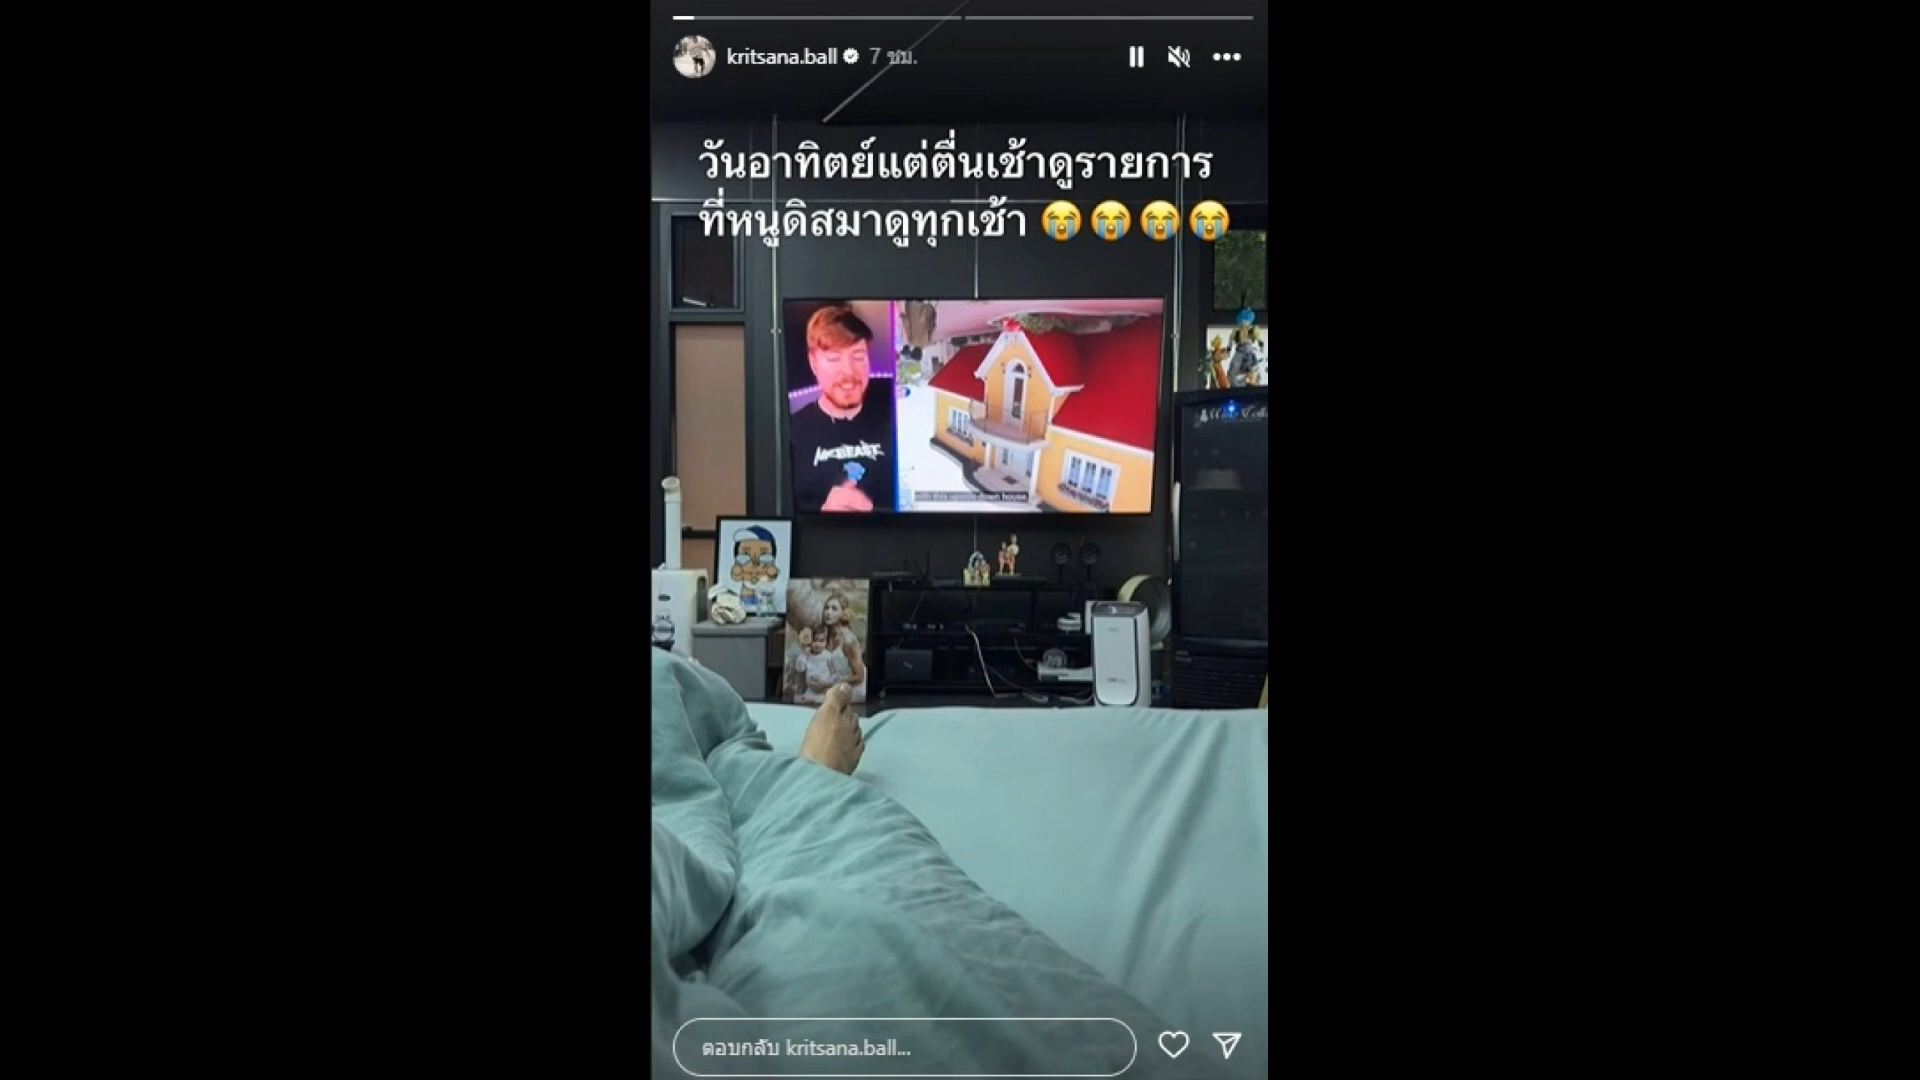 kritsana.ball 7 ชม.
วันอาทิตย์แต่ตื่นเช้าดูรายการ
ที่หนูดิสมาดูทุกเช้า 😭😭😭😭
MRBEAST
with this upside down house
ตอบกลับ kritsana.ball...